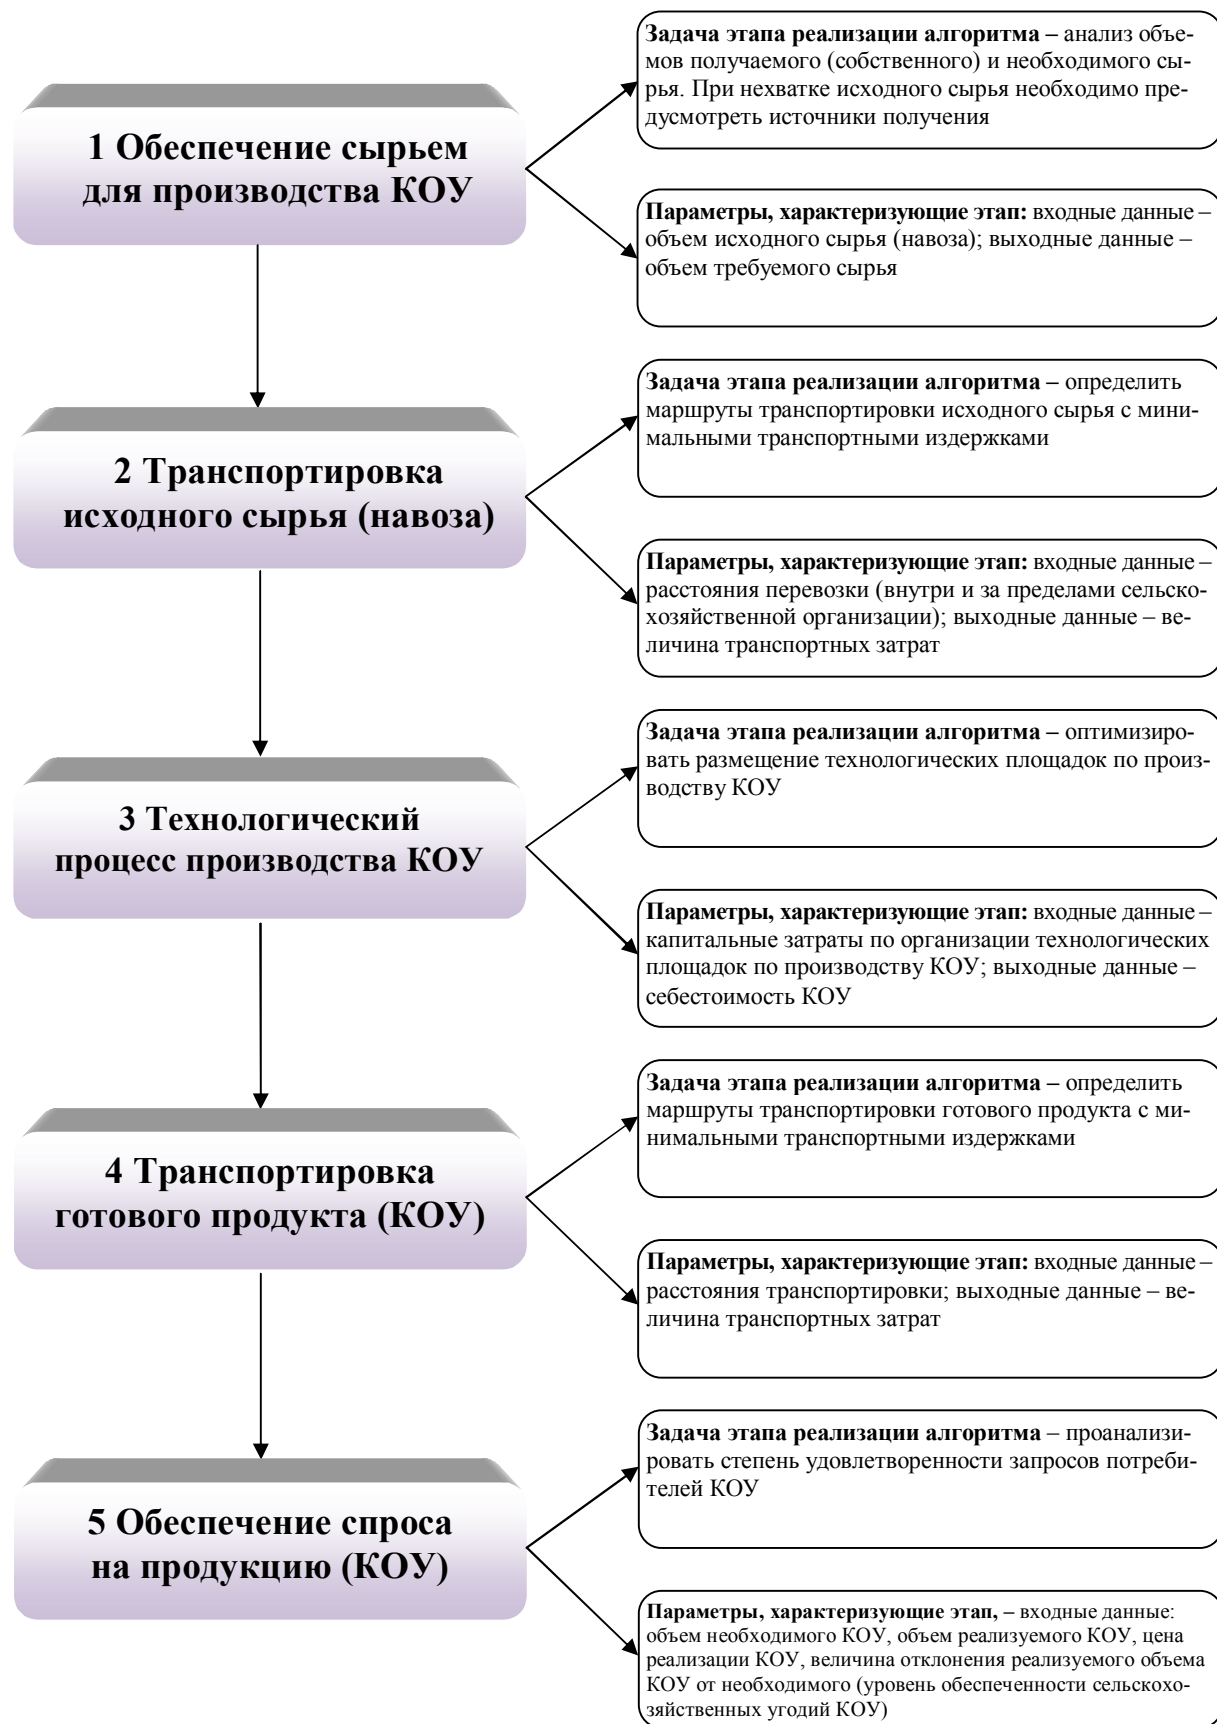 1 Обеспечение сырьем
для производства КОУ
Задача этапа реализации алгоритма – анализ объе-
мов получаемого (собственного) и необходимого сы-
рья. При нехватке исходного сырья необходимо пре-
дусмотреть источники получения
Параметры, характеризующие этап: входные данные –
объем исходного сырья (навоза); выходные данные –
объем требуемого сырья
2 Транспортировка
исходного сырья (навоза)
Задача этапа реализации алгоритма – определить
маршруты транспортировки исходного сырья с мини-
мальными транспортными издержками
Параметры, характеризующие этап: входные данные –
расстояния перевозки (внутри и за пределами сельско-
хозяйственной организации); выходные данные – ве-
личина транспортных затрат
3 Технологический
процесс производства КОУ
Задача этапа реализации алгоритма – оптимизиро-
вать размещение технологических площадок по произ-
водству КОУ
Параметры, характеризующие этап: входные данные –
капитальные затраты по организации технологических
площадок по производству КОУ; выходные данные –
себестоимость КОУ
4 Транспортировка
готового продукта (КОУ)
Задача этапа реализации алгоритма – определить
маршруты транспортировки готового продукта с ми-
нимальными транспортными издержками
Параметры, характеризующие этап: входные данные –
расстояния транспортировки; выходные данные – ве-
личина транспортных затрат
5 Обеспечение спроса
на продукцию (КОУ)
Задача этапа реализации алгоритма – проанализи-
ровать степень удовлетворенности запросов потреби-
телей КОУ
Параметры, характеризующие этап, – входные данные:
объем необходимого КОУ, объем реализуемого КОУ, цена
реализации КОУ, величина отклонения реализуемого объема
КОУ от необходимого (уровень обеспеченности сельскохо-
зяйственных угодий КОУ)